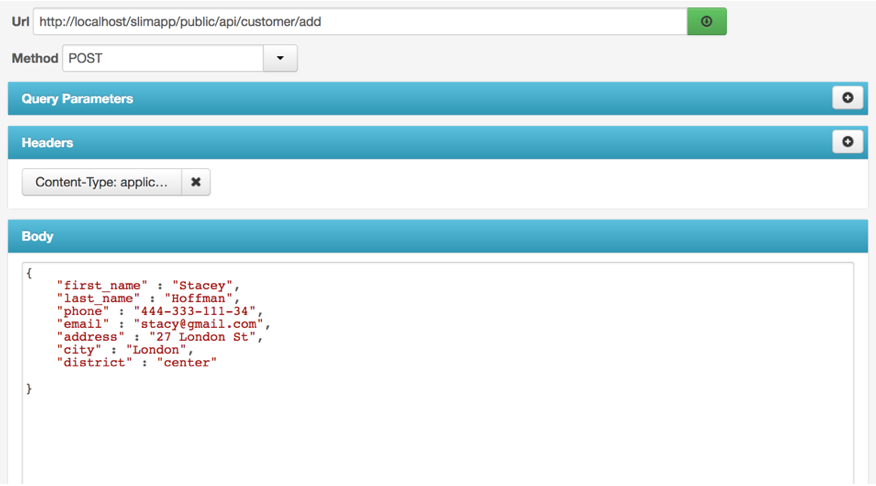 Url http://localhost/slimapp/public/api/customer/add
Method POST
Query Parameters
Headers
Content-Type: applic...
Body
{
"first_name" : "Stacey",
"last_name" : "Hoffman",
"phone" : "444-333-111-34",
"email" : "stacy@gmail.com",
"address" : "27 London St",
"city" : "London",
"district" : "center"
}